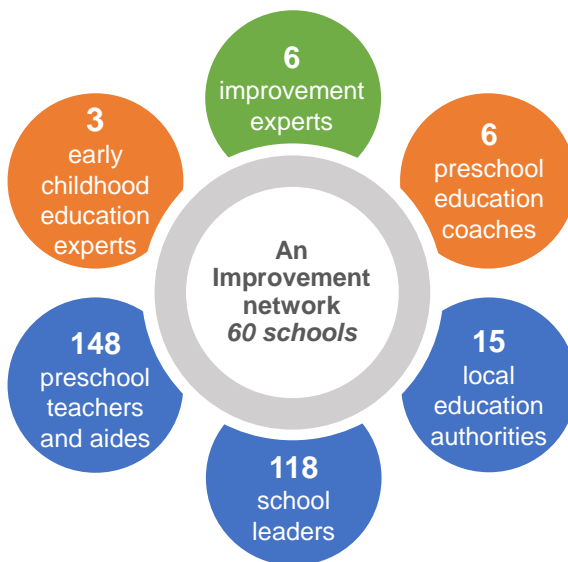 6
improvement
experts
3
early
childhood
education
experts
6
preschool
education
coaches
An
Improvement
network
60 schools
148
preschool
teachers
and aides
15
local
education
authorities
118
school
leaders